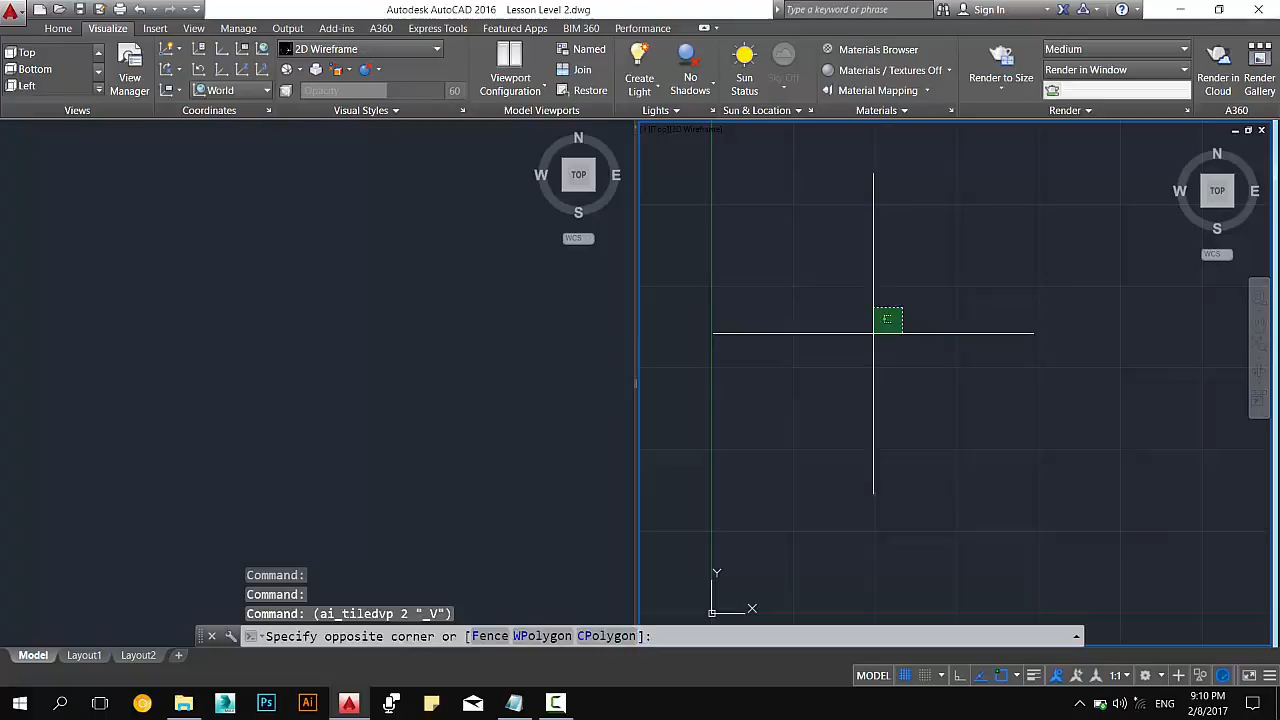 Autodesk AutoCAD 2016 Lesson Level 2.dwg
Type a keyword or phrase
Sign In
Home Visualize Insert View Manage Output Add-ins A360 Express Tools Featured Apps BIM 360 Performance
Top
Bottom
Left
View
Manager
Views
World
Coordinates
2D Wireframe
Opacity 60
Visual Styles
Viewport
Configuration
Named
Join
Restore
Model Viewports
Create
Light
No
Shadows
Lights
Sun
Status
Sky Off
Sun & Location
Materials Browser
Materials / Textures Off
Material Mapping
Materials
Render to Size
Medium
Render in Window
Render
Render in
Cloud
Render
Gallery
A360
N
W TOP E
S
WCS
[-][Top][2D Wireframe]
N
W TOP E
S
WCS
Y
X
Command:
Command:
Command: (ai_tiledvp 2 "_V")
Specify opposite corner or [Fence WPolygon CPolygon]:
Model Layout1 Layout2 +
MODEL 1:1
Ps Ai
ENG
9:10 PM
2/8/2017